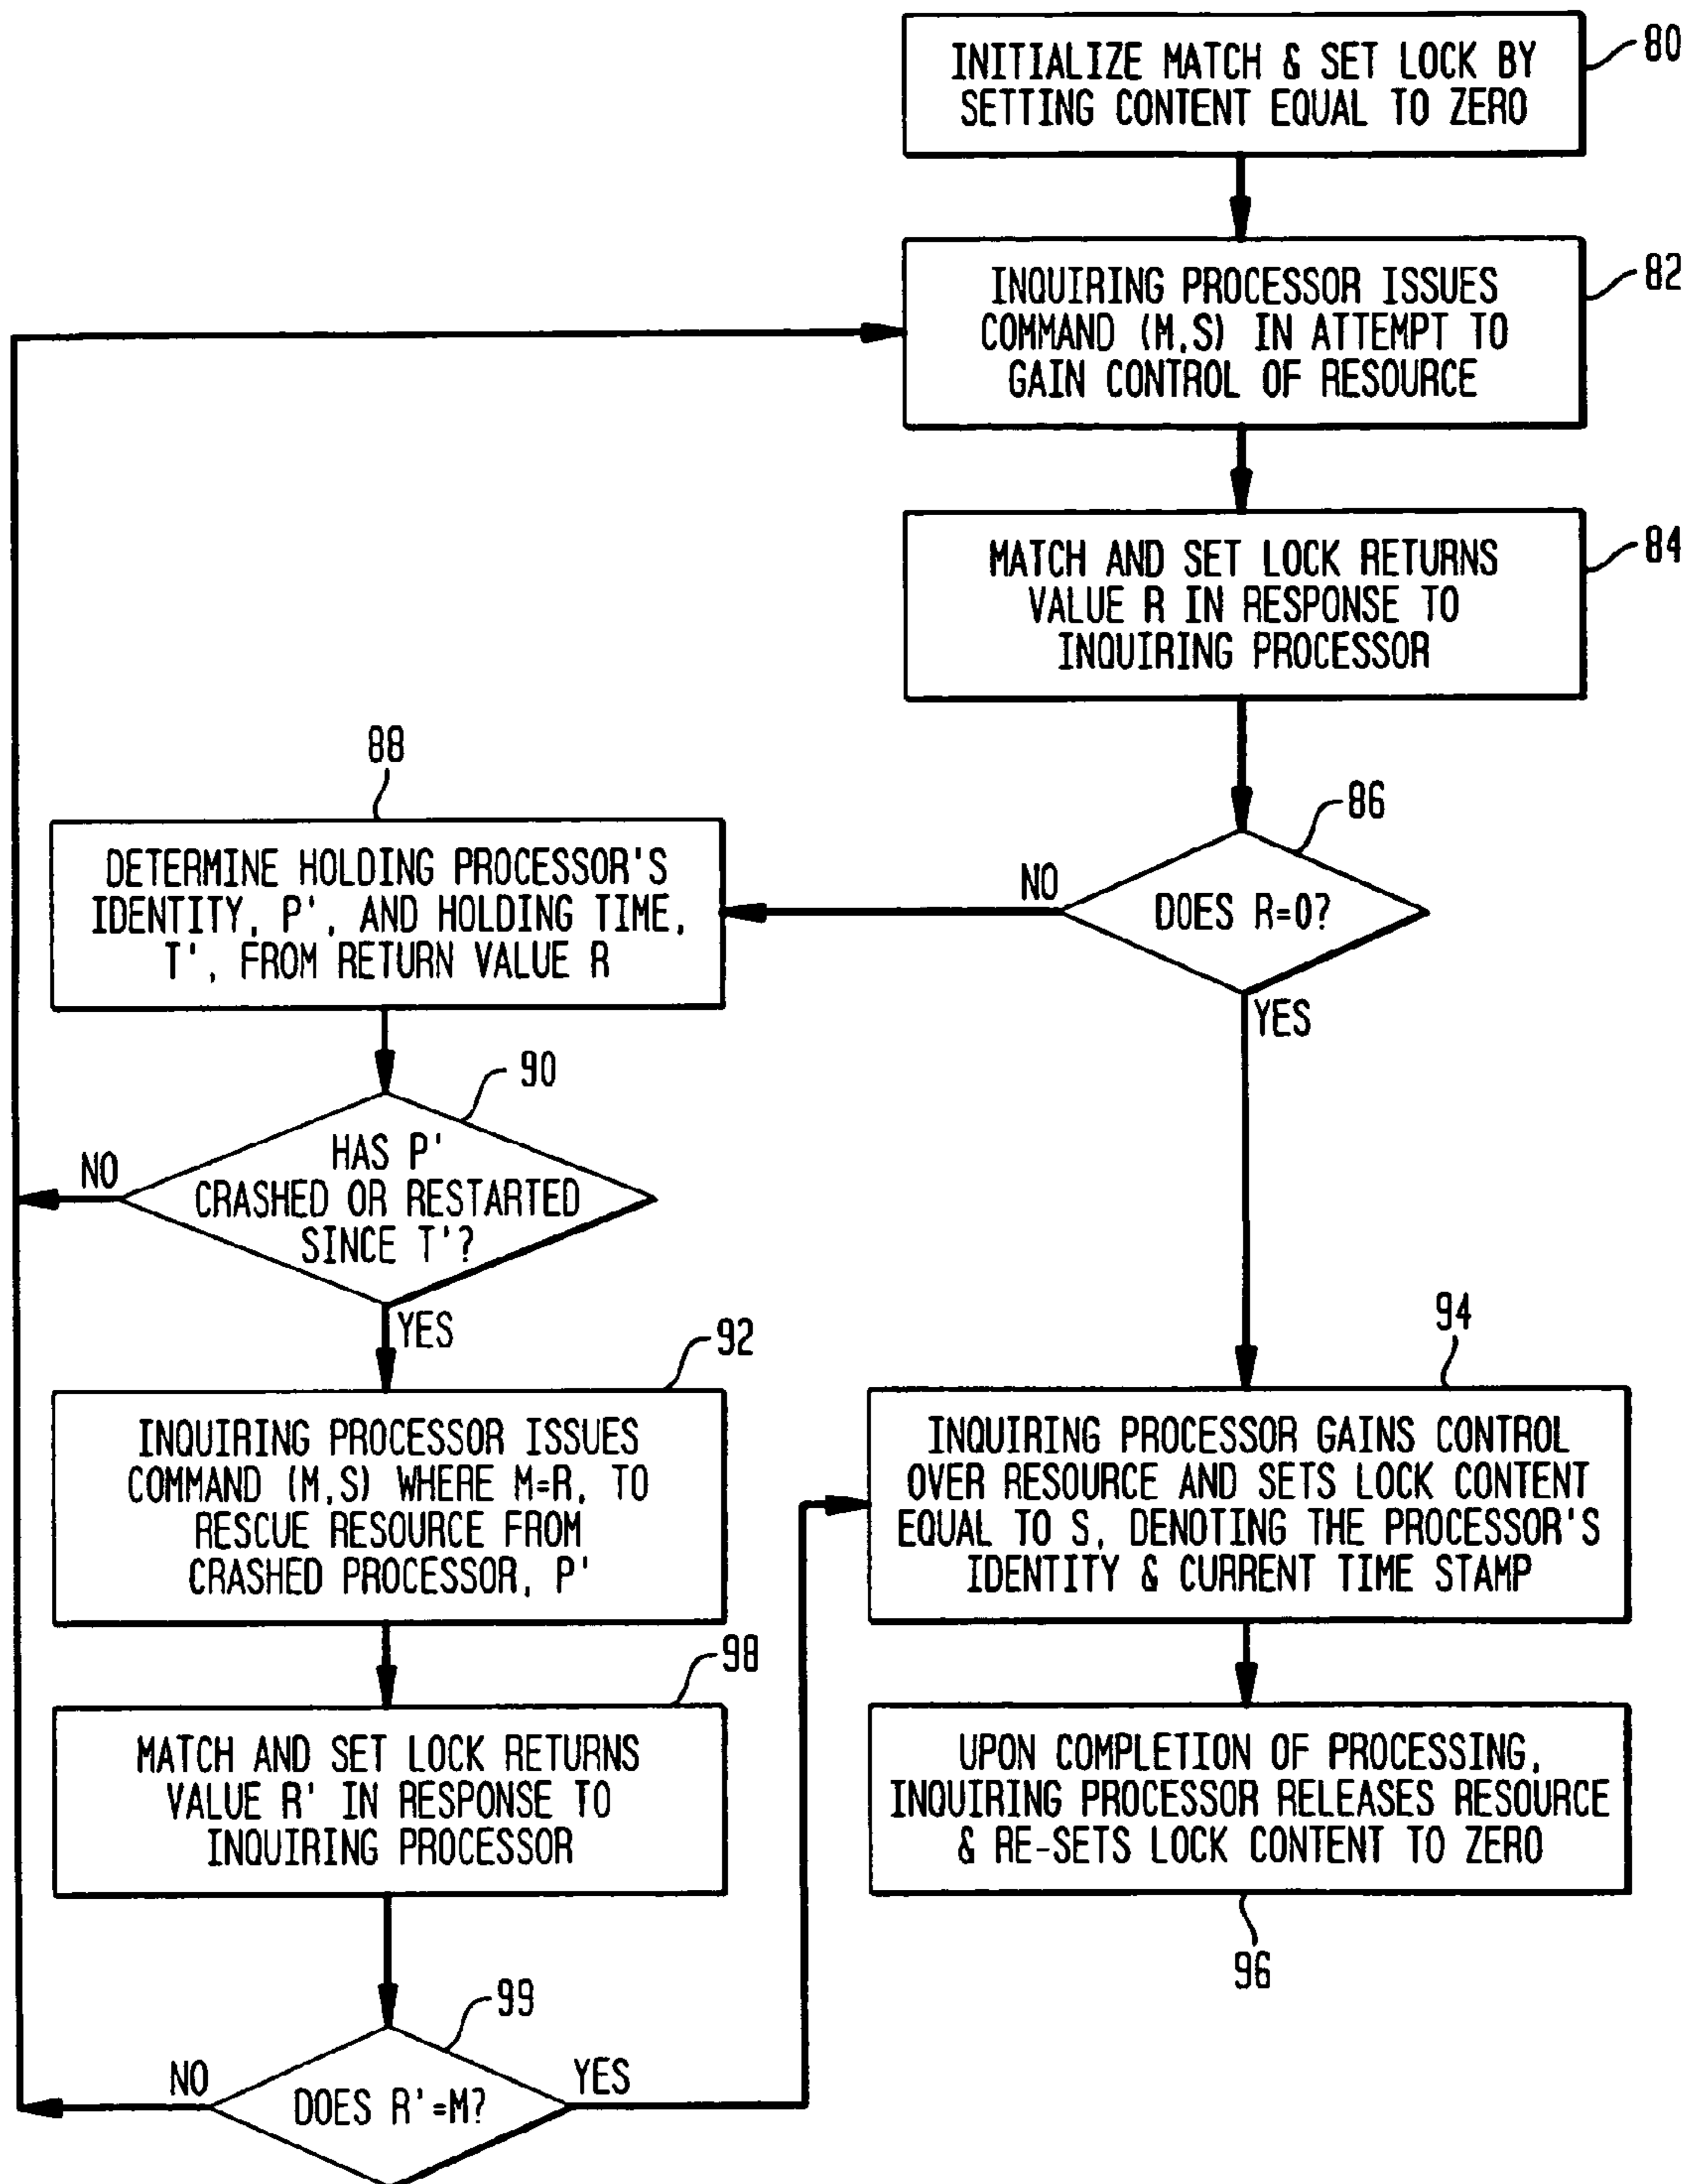 INITIALIZE MATCH & SET LOCK BY
SETTING CONTENT EQUAL TO ZERO
80
INQUIRING PROCESSOR ISSUES
COMMAND (M,S) IN ATTEMPT TO
GAIN CONTROL OF RESOURCE
82
MATCH AND SET LOCK RETURNS
VALUE R IN RESPONSE TO
INQUIRING PROCESSOR
84
86
DOES R=0?
NO
YES
88
DETERMINE HOLDING PROCESSOR'S
IDENTITY, P', AND HOLDING TIME,
T', FROM RETURN VALUE R
90
HAS P'
CRASHED OR RESTARTED
SINCE T'?
NO
YES
92
INQUIRING PROCESSOR ISSUES
COMMAND (M,S) WHERE M=R, TO
RESCUE RESOURCE FROM
CRASHED PROCESSOR, P'
94
INQUIRING PROCESSOR GAINS CONTROL
OVER RESOURCE AND SETS LOCK CONTENT
EQUAL TO S, DENOTING THE PROCESSOR'S
IDENTITY & CURRENT TIME STAMP
98
MATCH AND SET LOCK RETURNS
VALUE R' IN RESPONSE TO
INQUIRING PROCESSOR
UPON COMPLETION OF PROCESSING,
INQUIRING PROCESSOR RELEASES RESOURCE
& RE-SETS LOCK CONTENT TO ZERO
96
99
DOES R'=M?
NO
YES